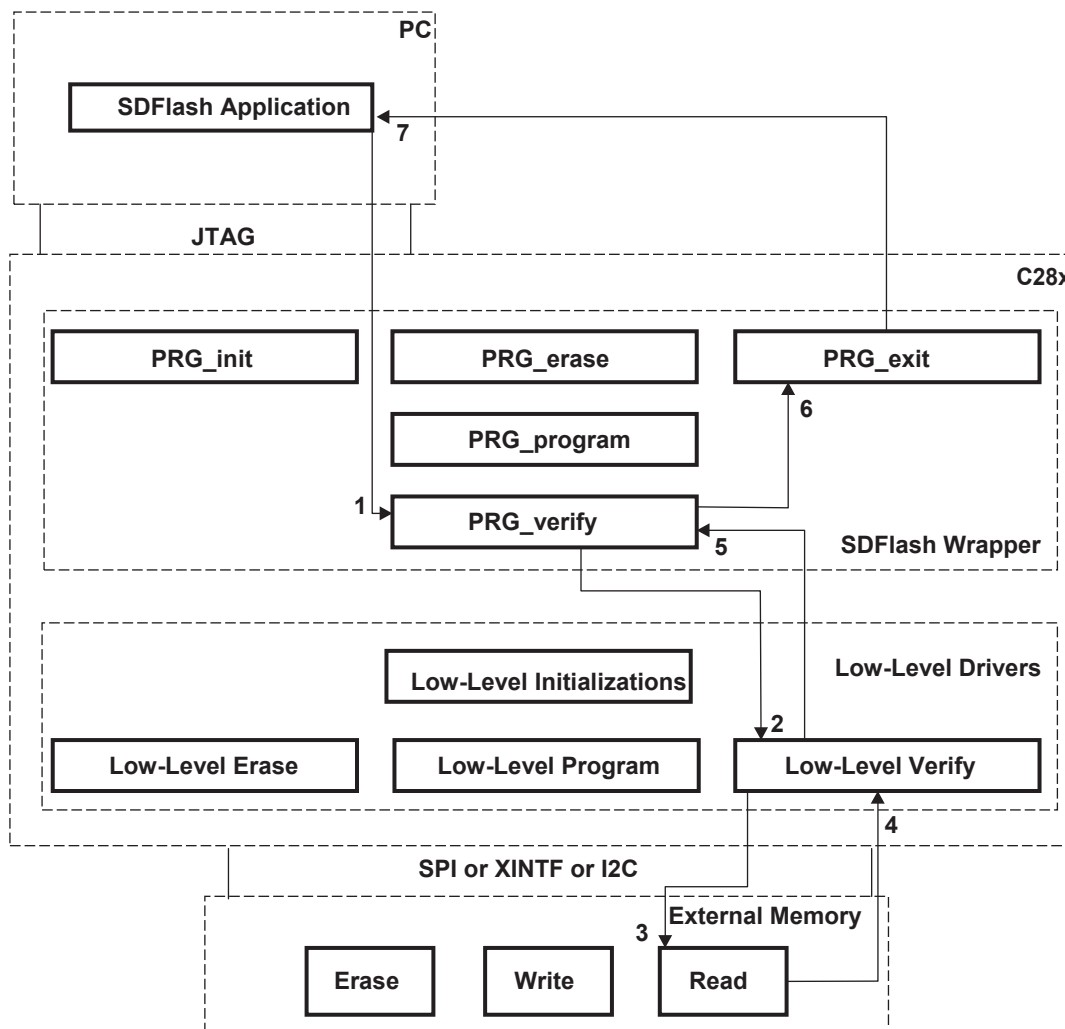 PC
SDFlash Application
7
JTAG
C28x
PRG_init
PRG_erase
PRG_exit
6
PRG_program
1
PRG_verify
5
SDFlash Wrapper
Low-Level Initializations
Low-Level Drivers
2
Low-Level Erase
Low-Level Program
Low-Level Verify
4
SPI or XINTF or I2C
External Memory
3
Erase
Write
Read